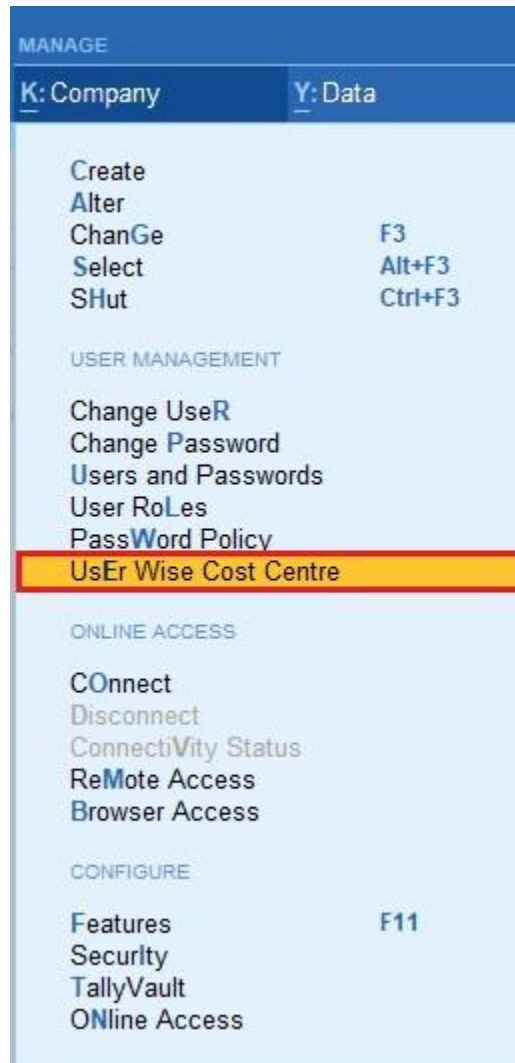 MANAGE
K: Company Y: Data
Create
Alter
ChanGe F3
Select Alt+F3
SHut Ctrl+F3
USER MANAGEMENT
Change UseR
Change Password
Users and Passwords
User RoLes
PassWord Policy
UsEr Wise Cost Centre
ONLINE ACCESS
COnnect
Disconnect
ConnectiVity Status
ReMote Access
Browser Access
CONFIGURE
Features F11
SecurIty
TallyVault
ONline Access